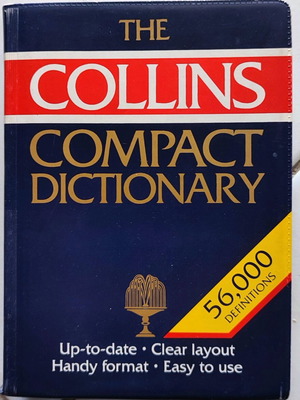 THE
COLLINS
COMPACT
DICTIONARY
56,000
DEFINITIONS
Up-to-date · Clear layout
Handy format · Easy to use